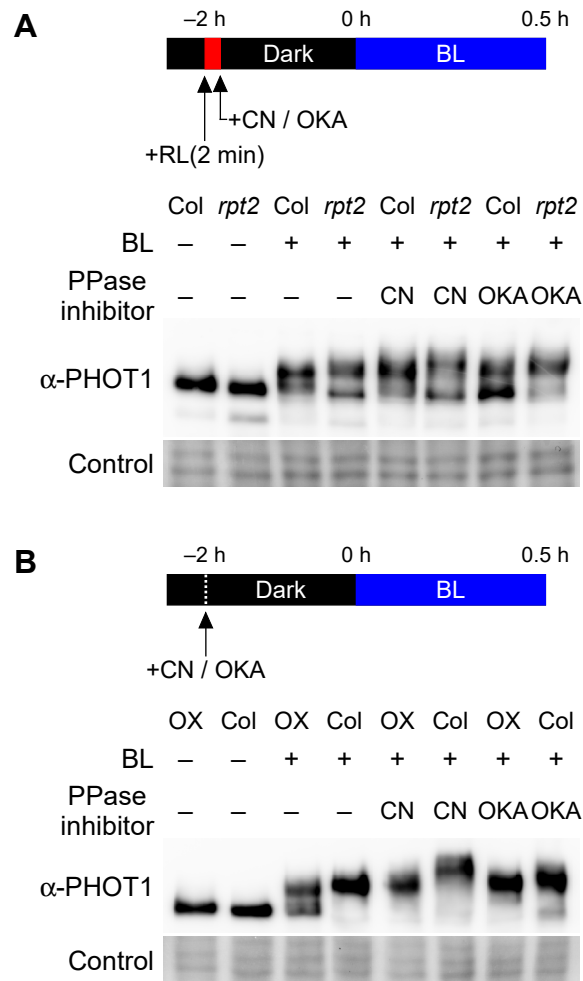 A
–2 h 0 h 0.5 h
Dark BL
+CN / OKA
+RL(2 min)
Col rpt2 Col rpt2 Col rpt2 Col rpt2
BL – – + + + + + +
PPase
inhibitor – – – – CN CN OKA OKA
α-PHOT1
Control
B
–2 h 0 h 0.5 h
Dark BL
+CN / OKA
OX Col OX Col OX Col OX Col
BL – – + + + + + +
PPase
inhibitor – – – – CN CN OKA OKA
α-PHOT1
Control